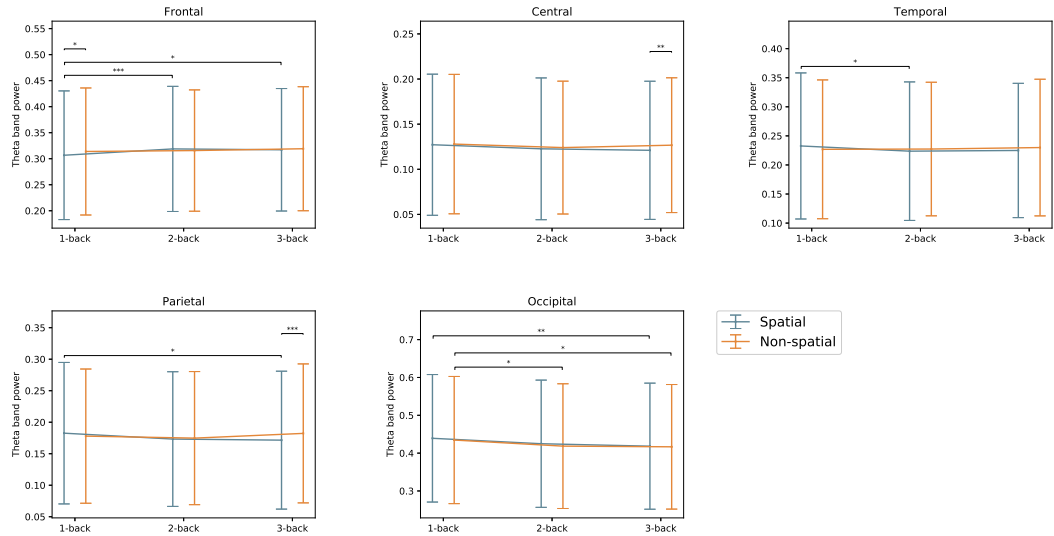 Frontal
Theta band power
0.55
0.50
0.45
0.40
0.35
0.30
0.25
0.20
*
*
***
1-back
2-back
3-back
Central
Theta band power
0.25
0.20
0.15
0.10
0.05
**
1-back
2-back
3-back
Temporal
Theta band power
0.40
0.35
0.30
0.25
0.20
0.15
0.10
*
1-back
2-back
3-back
Parietal
Theta band power
0.35
0.30
0.25
0.20
0.15
0.10
0.05
***
*
1-back
2-back
3-back
Occipital
Theta band power
0.7
0.6
0.5
0.4
0.3
**
*
*
1-back
2-back
3-back
Spatial
Non-spatial